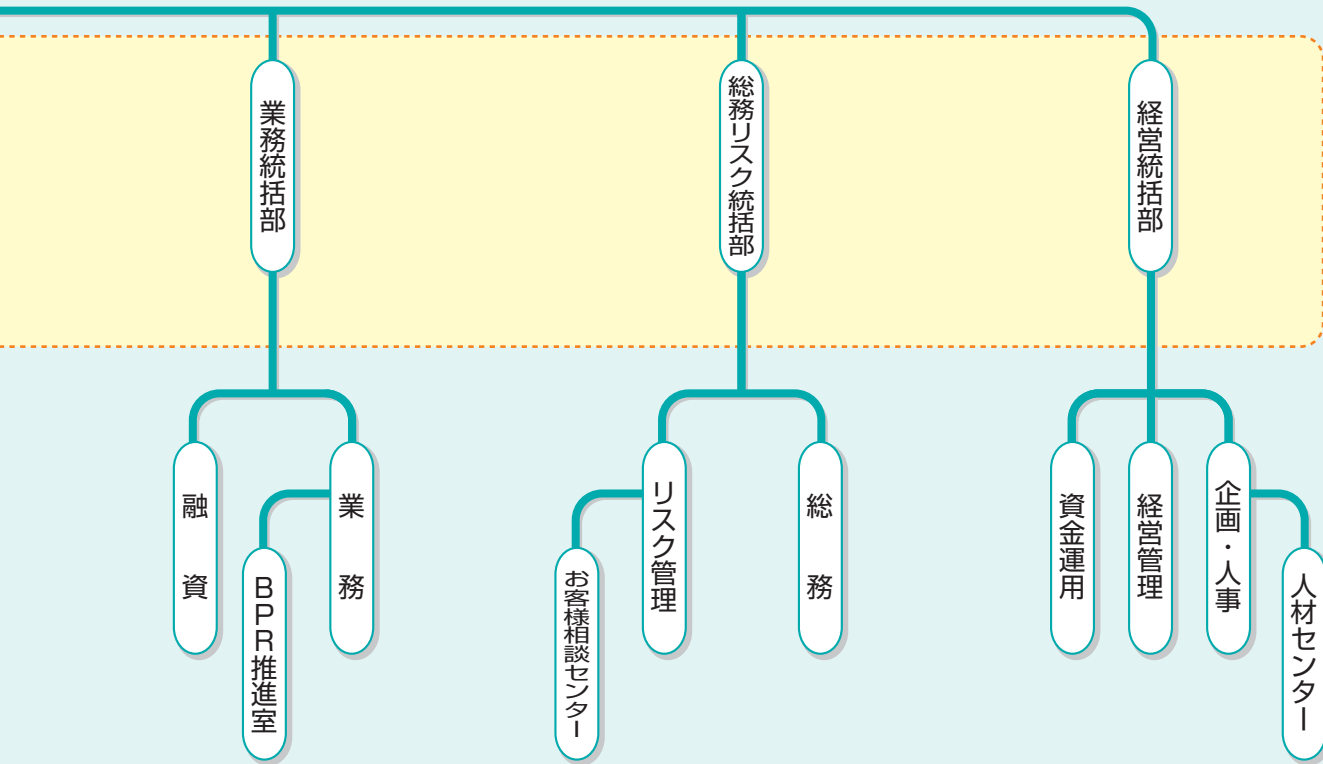 経営統括部
総務リスク統括部
業務統括部
企画・人事
経営管理
資金運用
総務
リスク管理
業務
融資
人材センター
お客様相談センター
BPR推進室